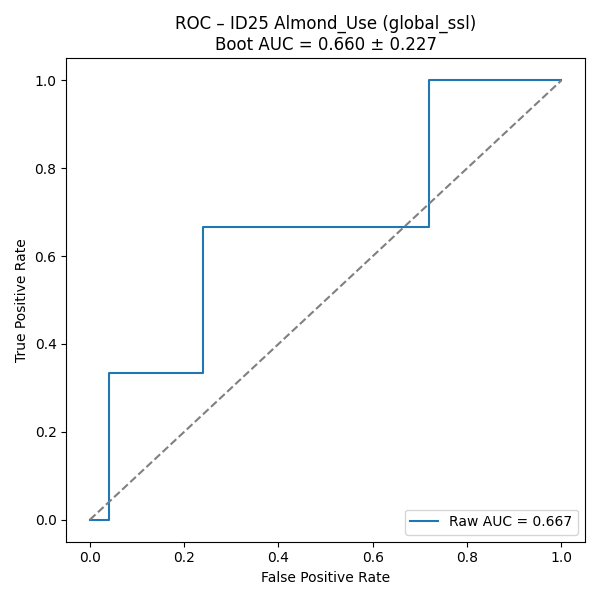 ROC – ID25 Almond_Use (global_ssl)
Boot AUC = 0.660 ± 0.227
True Positive Rate
1.0
0.8
0.6
0.4
0.2
0.0
Raw AUC = 0.667
0.0 0.2 0.4 0.6 0.8 1.0
False Positive Rate